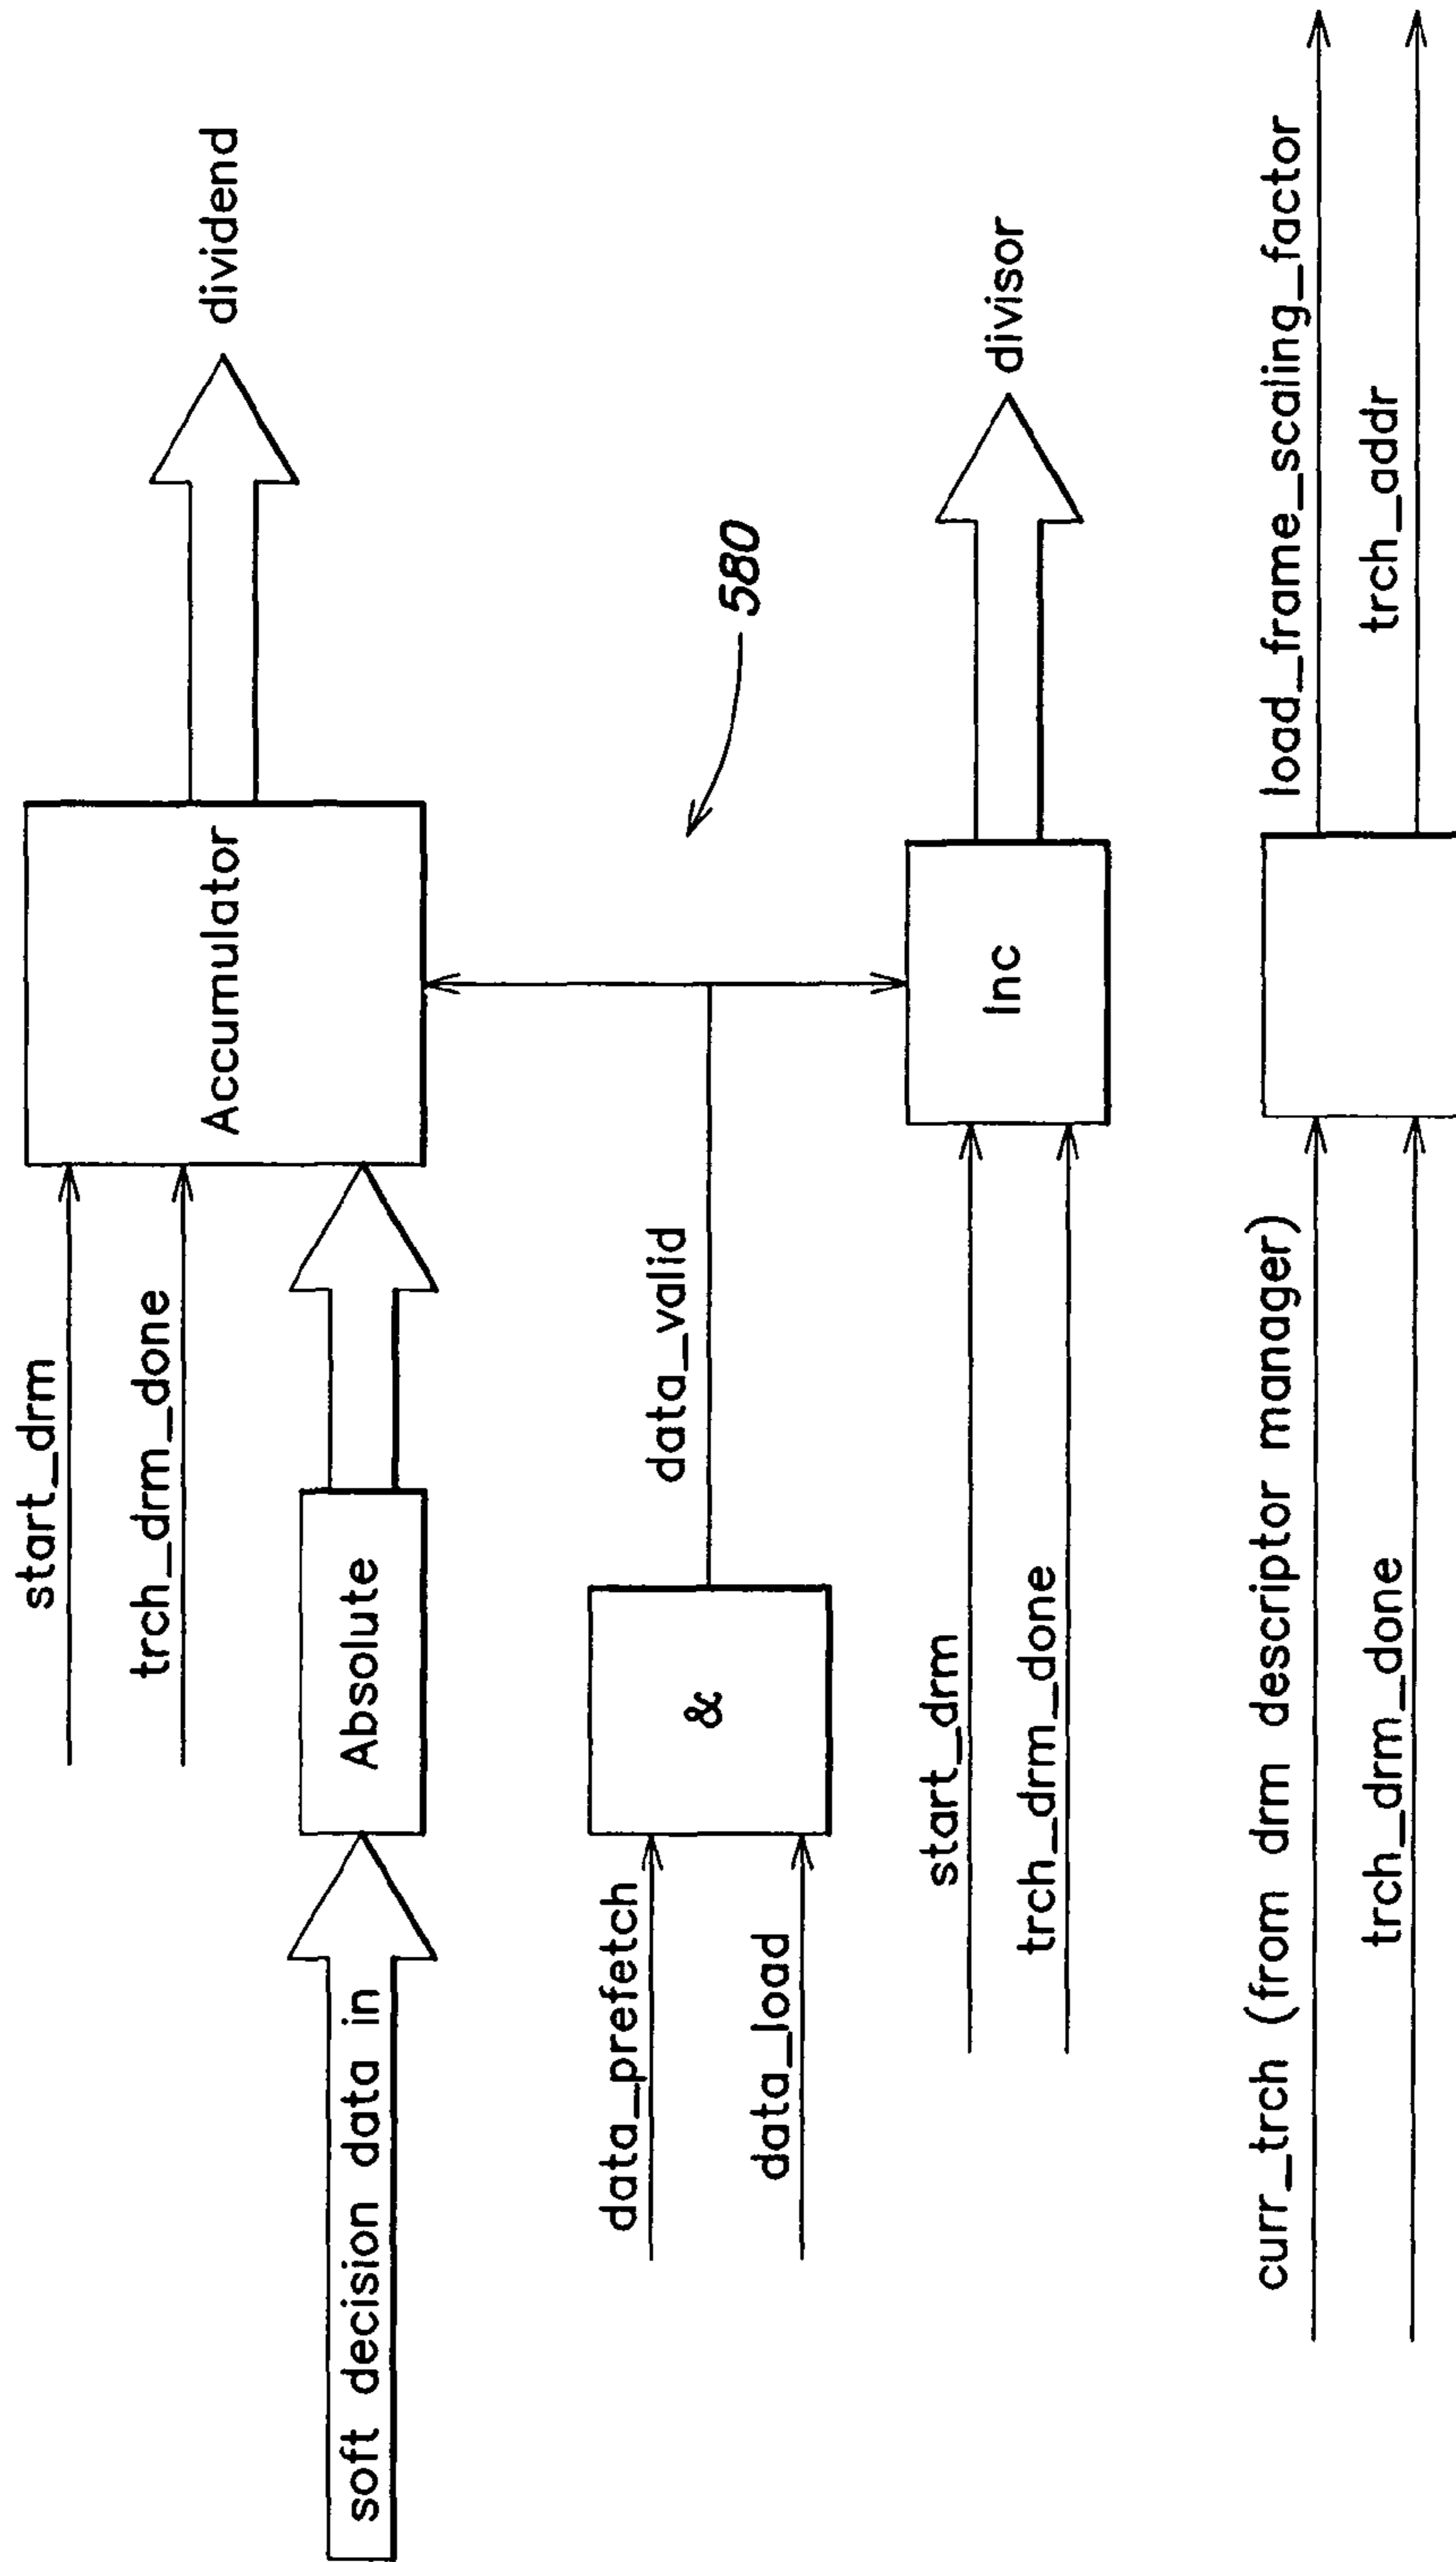 start_drm
trch_drm_done
Accumulator
dividend
soft decision data in
Absolute
580
data_prefetch
data_load
&
data_valid
start_drm
trch_drm_done
Inc
divisor
curr_trch (from drm descriptor manager)
load_frame_scaling_factor
trch_drm_done
trch_addr